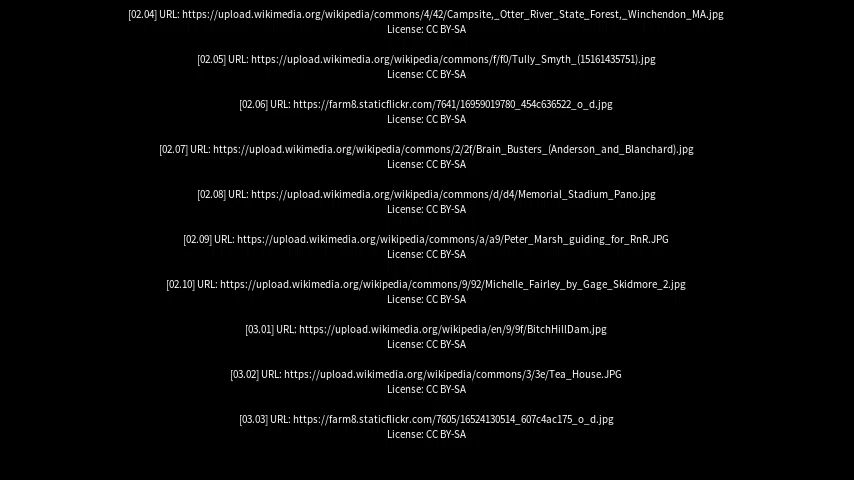 [02.04] URL: https://upload.wikimedia.org/wikipedia/commons/4/42/Campsite,_Otter_River_State_Forest,_Winchendon_MA.jpg
License: CC BY-SA
[02.05] URL: https://upload.wikimedia.org/wikipedia/commons/f/f0/Tully_Smyth_(15161435751).jpg
License: CC BY-SA
[02.06] URL: https://farm8.staticflickr.com/7641/16959019780_454c636522_o_d.jpg
License: CC BY-SA
[02.07] URL: https://upload.wikimedia.org/wikipedia/commons/2/2f/Brain_Busters_(Anderson_and_Blanchard).jpg
License: CC BY-SA
[02.08] URL: https://upload.wikimedia.org/wikipedia/commons/d/d4/Memorial_Stadium_Pano.jpg
License: CC BY-SA
[02.09] URL: https://upload.wikimedia.org/wikipedia/commons/a/a9/Peter_Marsh_guiding_for_RnR.JPG
License: CC BY-SA
[02.10] URL: https://upload.wikimedia.org/wikipedia/commons/9/92/Michelle_Fairley_by_Gage_Skidmore_2.jpg
License: CC BY-SA
[03.01] URL: https://upload.wikimedia.org/wikipedia/en/9/9f/BitchHillDam.jpg
License: CC BY-SA
[03.02] URL: https://upload.wikimedia.org/wikipedia/commons/3/3e/Tea_House.JPG
License: CC BY-SA
[03.03] URL: https://farm8.staticflickr.com/7605/16524130514_607c4ac175_o_d.jpg
License: CC BY-SA